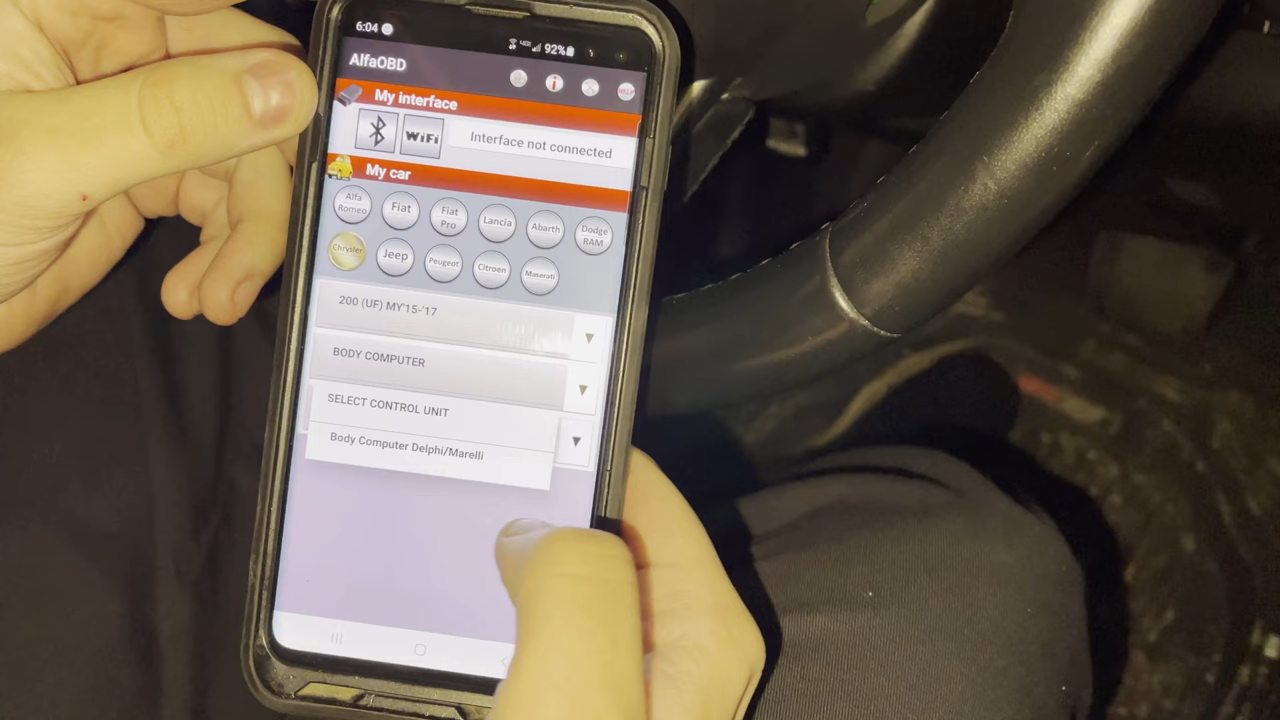 6:04
92%
AlfaOBD
HELP
My interface
WiFi
Interface not connected
My car
Alfa Romeo
Fiat
Fiat Pro
Lancia
Abarth
Dodge RAM
Chrysler
Jeep
Peugeot
Citroen
Maserati
200 (UF) MY'15-'17
BODY COMPUTER
SELECT CONTROL UNIT
Body Computer Delphi/Marelli